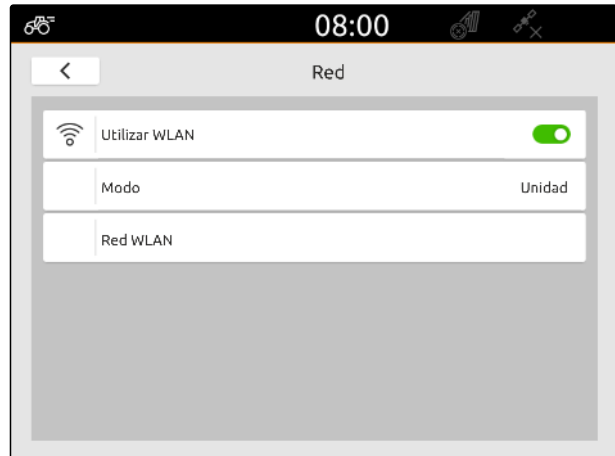 08:00
Red
Utilizar WLAN
Modo Unidad
Red WLAN